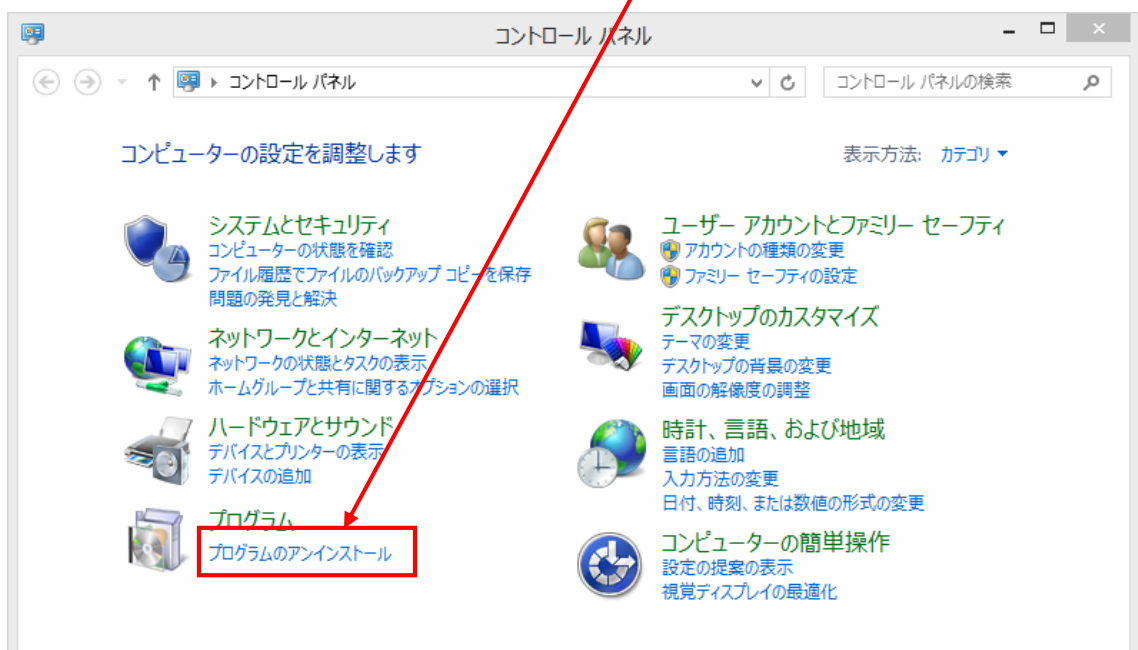 コントロール パネル
コントロール パネル
コントロール パネルの検索
コンピューターの設定を調整します
表示方法: カテゴリ
システムとセキュリティ
コンピューターの状態を確認
ファイル履歴でファイルのバックアップ コピーを保存
問題の発見と解決
ネットワークとインターネット
ネットワークの状態とタスクの表示
ホームグループと共有に関するオプションの選択
ハードウェアとサウンド
デバイスとプリンターの表示
デバイスの追加
プログラム
プログラムのアンインストール
ユーザー アカウントとファミリー セーフティ
アカウントの種類の変更
ファミリー セーフティの設定
デスクトップのカスタマイズ
テーマの変更
デスクトップの背景の変更
画面の解像度の調整
時計、言語、および地域
言語の追加
入力方法の変更
日付、時刻、または数値の形式の変更
コンピューターの簡単操作
設定の提案の表示
視覚ディスプレイの最適化